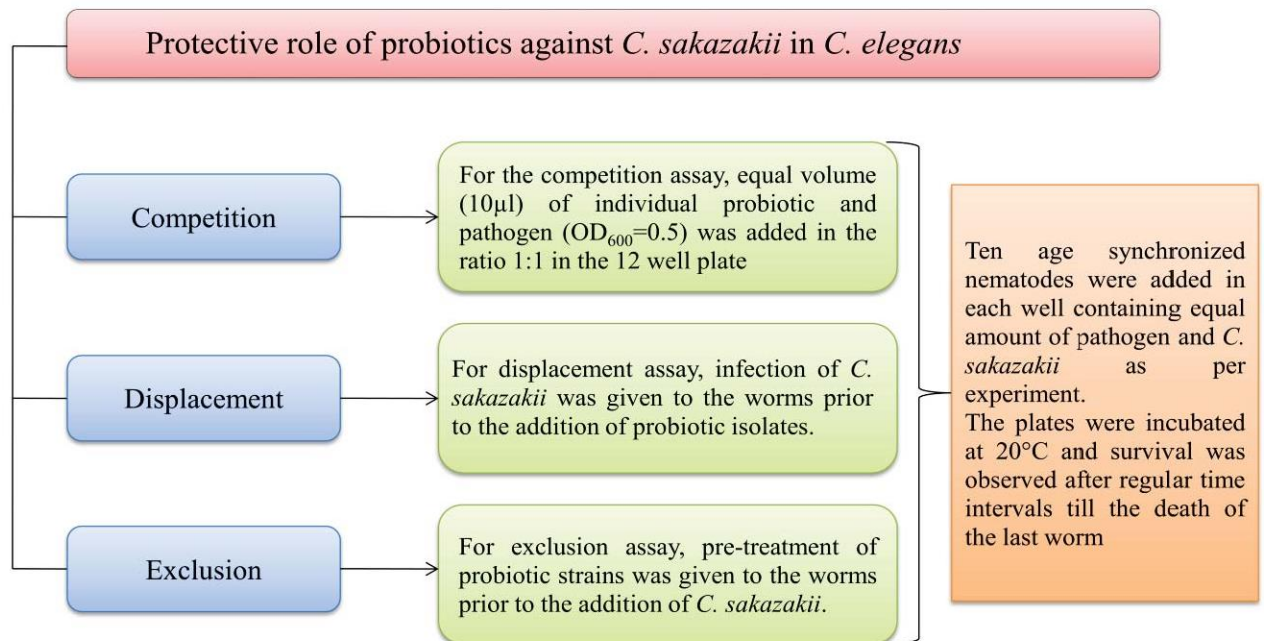 Protective role of probiotics against C. sakazakii in C. elegans
Competition
For the competition assay, equal volume
(10µl) of individual probiotic and
pathogen (OD₆₀₀=0.5) was added in the
ratio 1:1 in the 12 well plate
Displacement
For displacement assay, infection of C.
sakazakii was given to the worms prior
to the addition of probiotic isolates.
Exclusion
For exclusion assay, pre-treatment of
probiotic strains was given to the worms
prior to the addition of C. sakazakii.
Ten age synchronized
nematodes were added in
each well containing equal
amount of pathogen and C.
sakazakii as per
experiment.
The plates were incubated
at 20°C and survival was
observed after regular time
intervals till the death of
the last worm